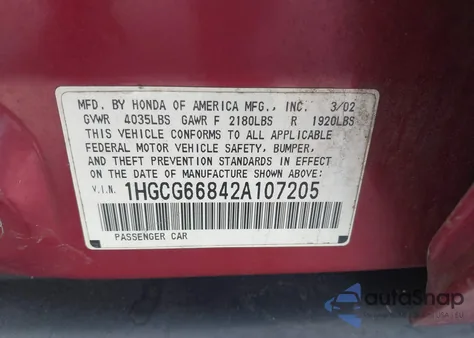 MFD. BY HONDA OF AMERICA MFG., INC. 3/02
GVWR 4035LBS GAWR F 2180LBS R 1920LBS
THIS VEHICLE CONFORMS TO ALL APPLICABLE
FEDERAL MOTOR VEHICLE SAFETY, BUMPER,
AND THEFT PREVENTION STANDARDS IN EFFECT
ON THE DATE OF MANUFACTURE SHOWN ABOVE:
V.I.N. 1HGCG66842A107205
PASSENGER CAR
autoSnap